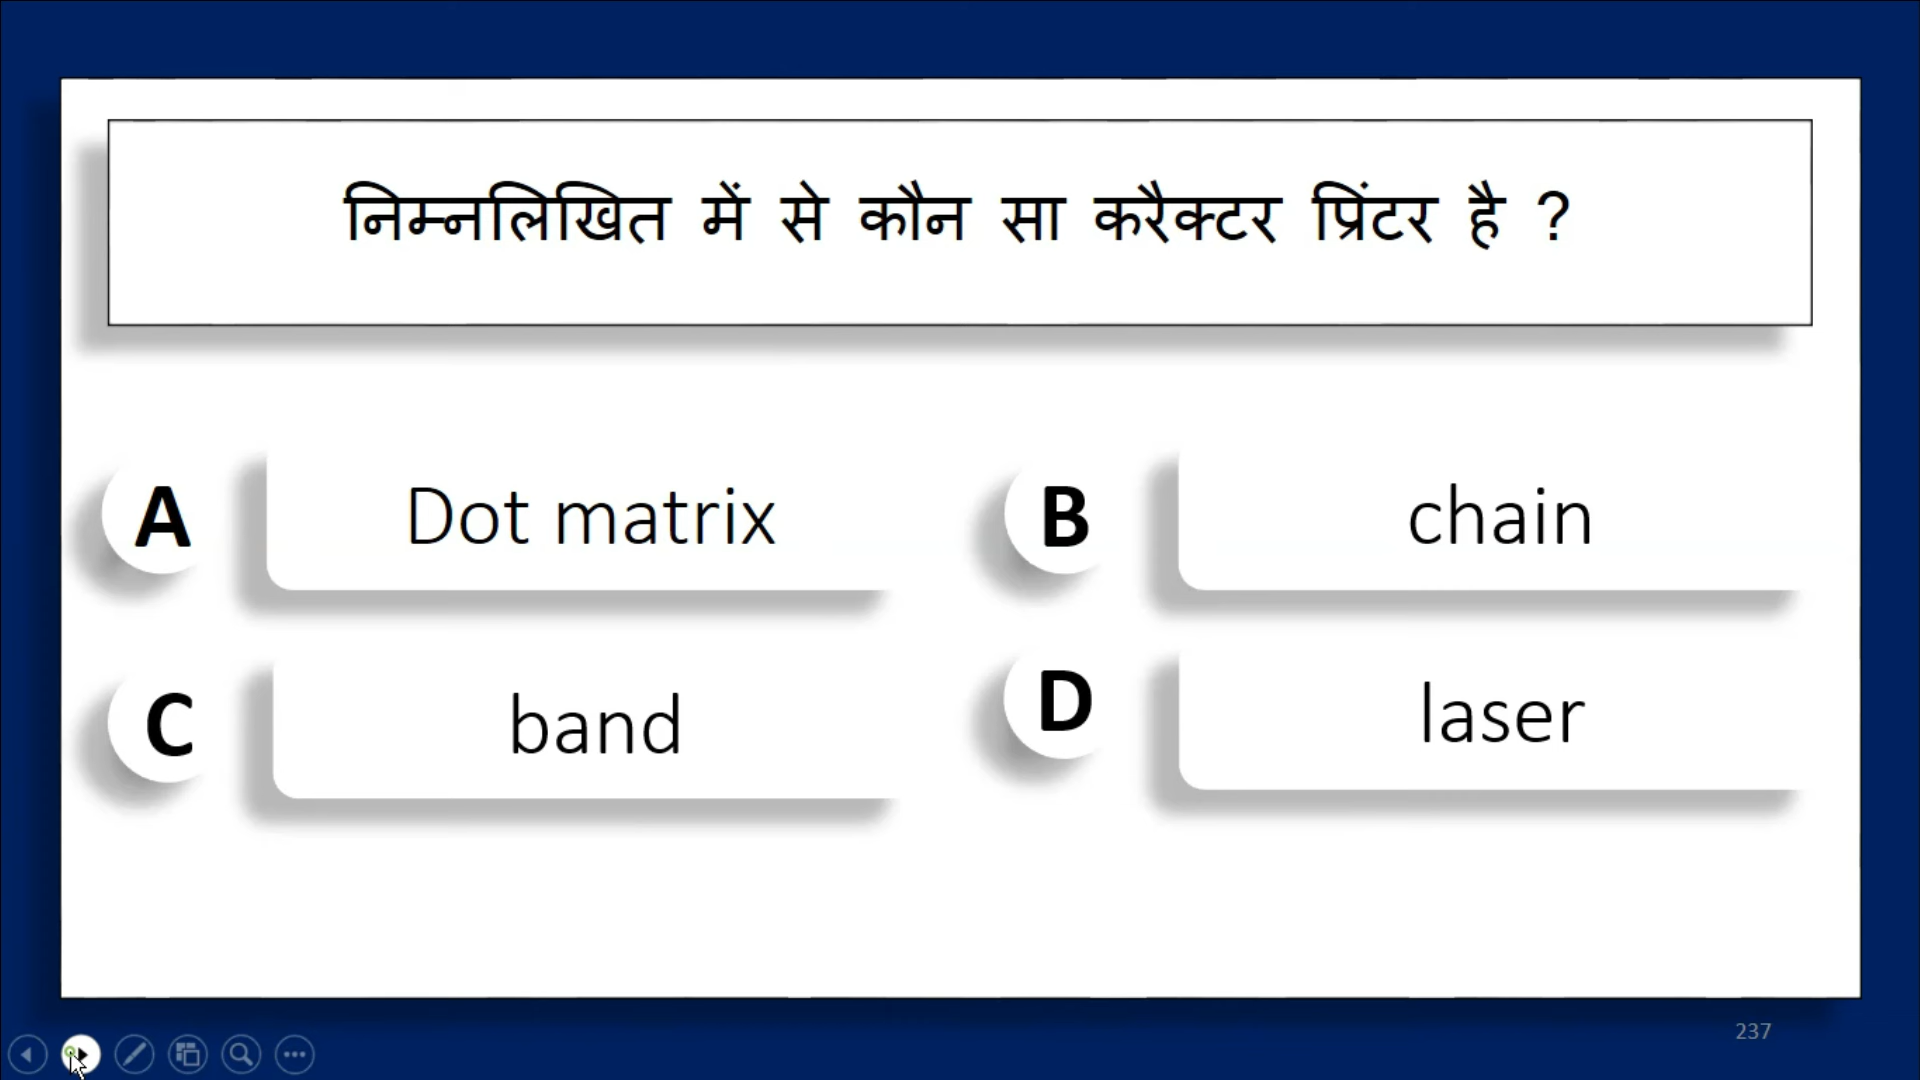 निम्नलिखित में से कौन सा करैक्टर प्रिंटर है ?
A Dot matrix
B chain
C band
D laser
237